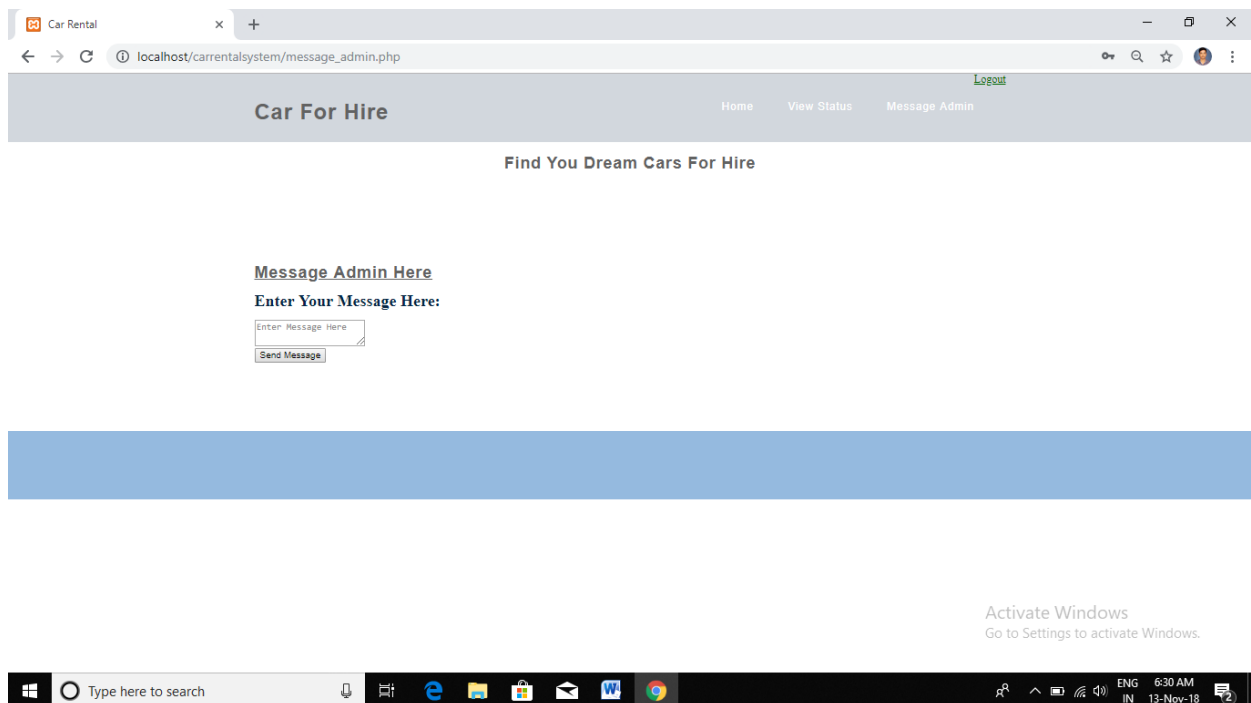 Car Rental
localhost/carrentalsystem/message_admin.php
Logout
Car For Hire
Home View Status Message Admin
Find You Dream Cars For Hire
Message Admin Here
Enter Your Message Here:
Enter Message Here
Send Message
Activate Windows
Go to Settings to activate Windows.
Type here to search
ENG 6:30 AM
IN 13-Nov-18
2